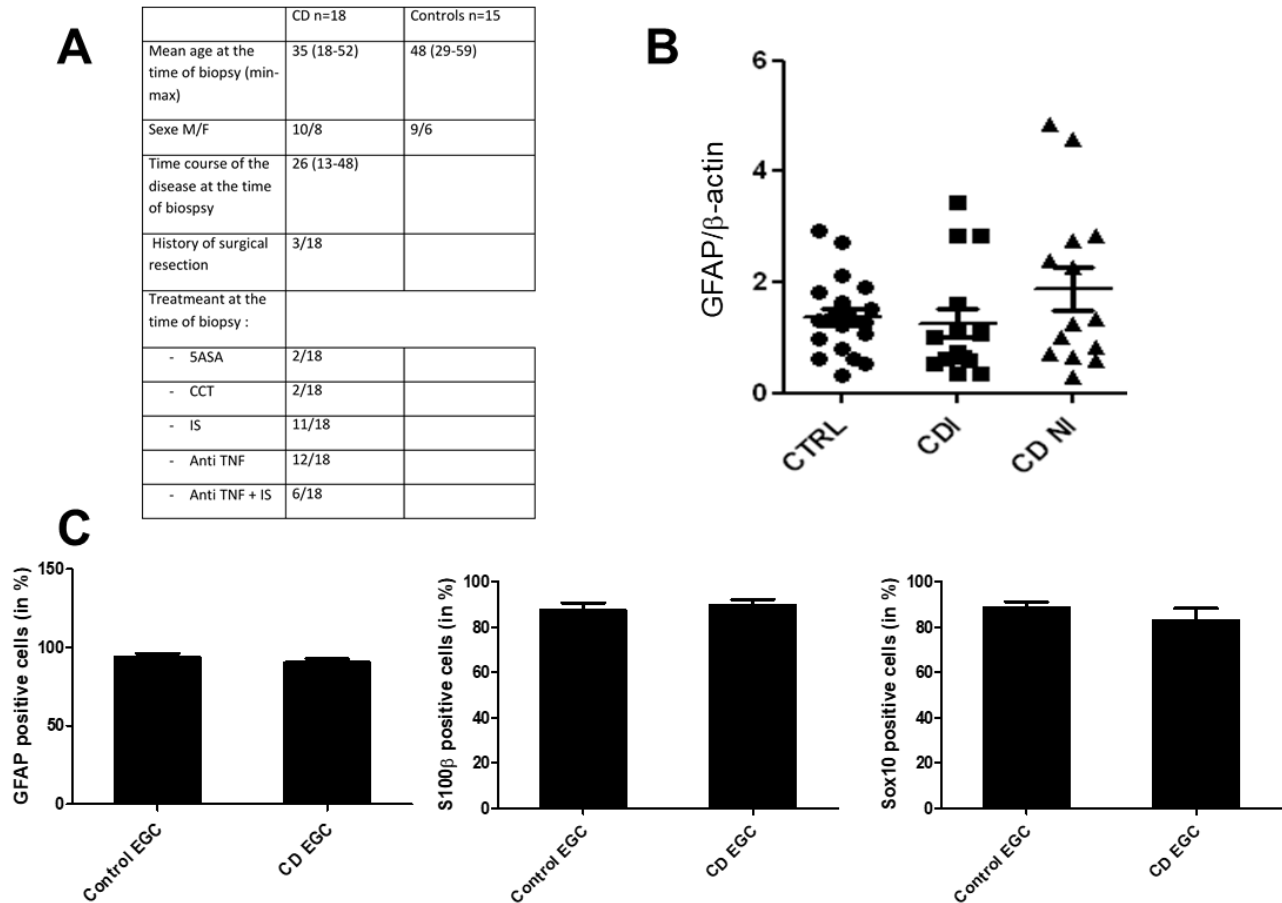 A
CD n=18 Controls n=15
Mean age at the 35 (18-52) 48 (29-59)
time of biopsy (min-
max)
Sexe M/F 10/8 9/6
Time course of the 26 (13-48)
disease at the time
of biospsy
History of surgical 3/18
resection
Treatmeant at the
time of biopsy :
- 5ASA 2/18
- CCT 2/18
- IS 11/18
- Anti TNF 12/18
- Anti TNF + IS 6/18
B
GFAP/β-actin
6
4
2
0
CTRL
CDI
CD NI
C
GFAP positive cells (in %)
150
100
50
0
Control EGC
CD EGC
S100β positive cells (in %)
100
80
60
40
20
0
Control EGC
CD EGC
Sox10 positive cells (in %)
100
80
60
40
20
0
Control EGC
CD EGC